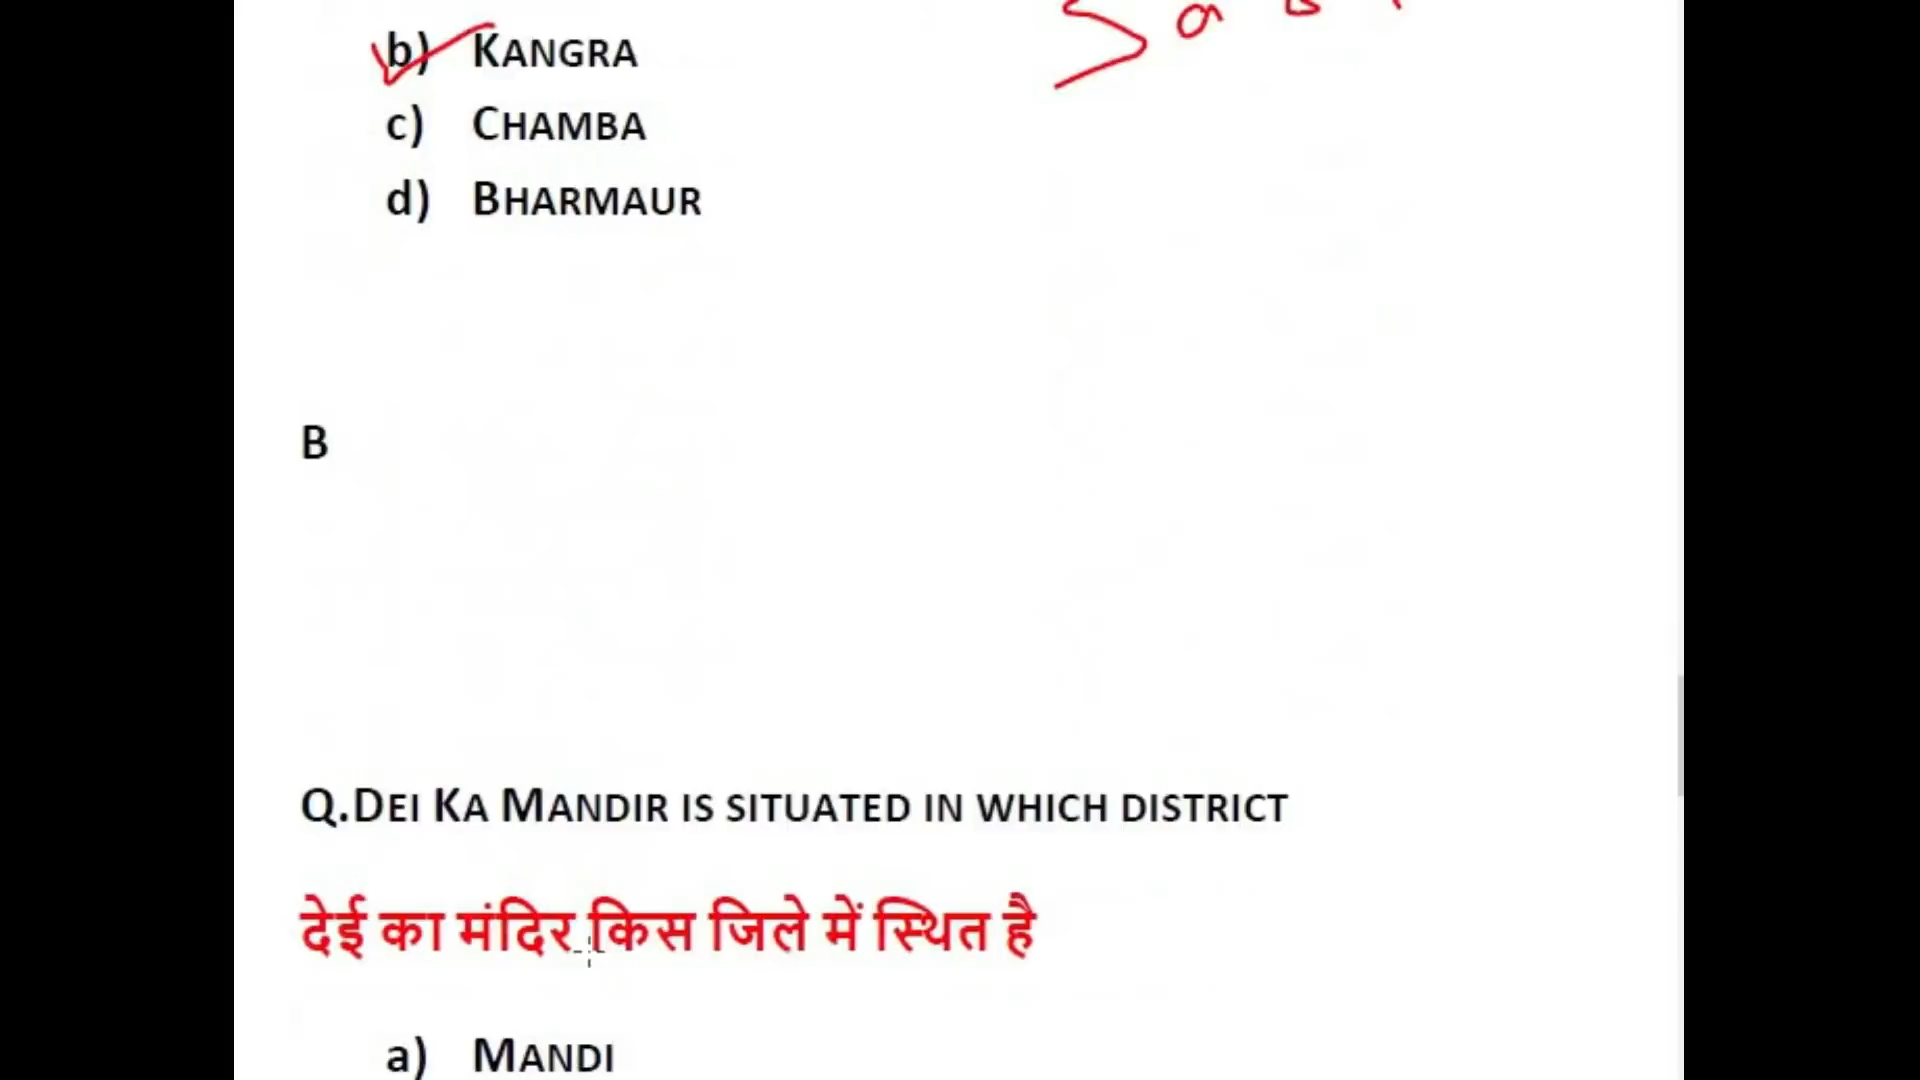 b) KANGRA
c) CHAMBA
d) BHARMAUR
B
Q.DEI KA MANDIR IS SITUATED IN WHICH DISTRICT
देई का मंदिर किस जिले में स्थित है
a) MANDI